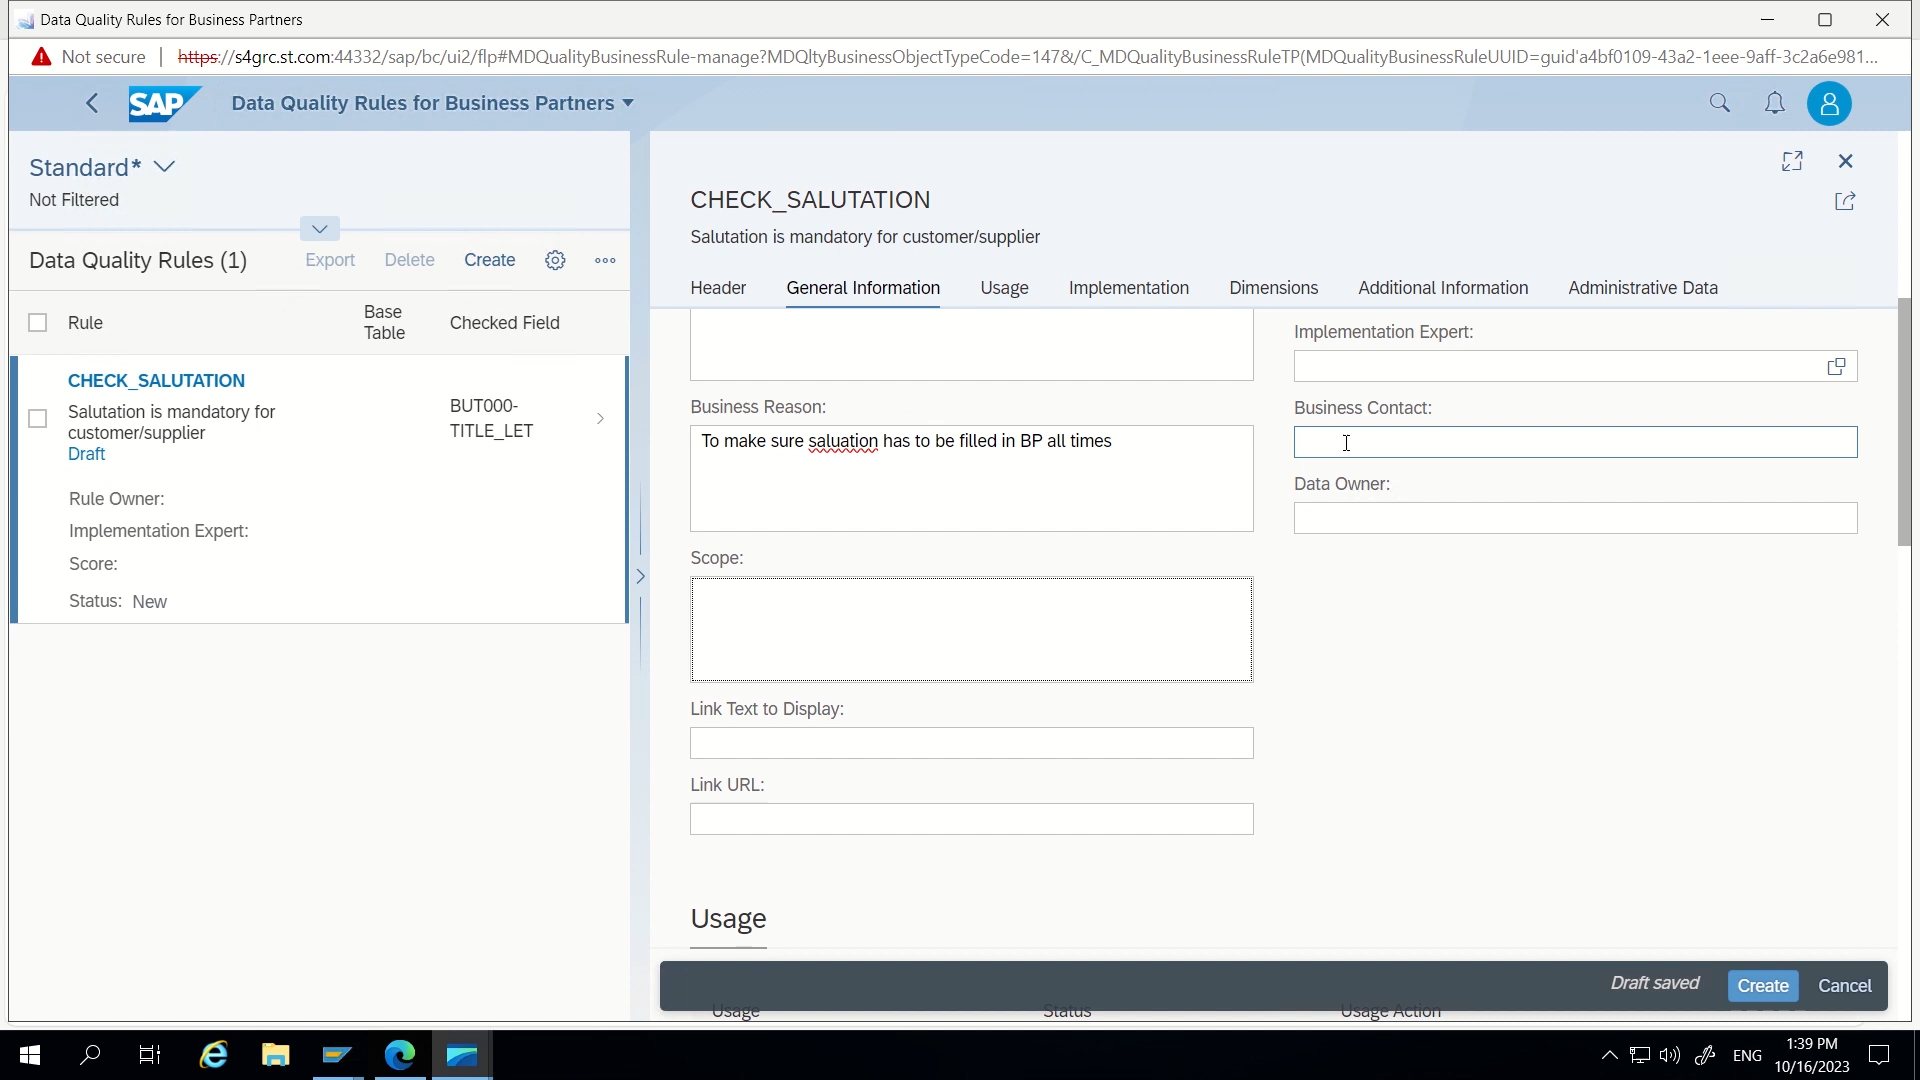 Data Quality Rules for Business Partners
Not secure
https://s4grc.st.com:44332/sap/bc/ui2/flp#MDQualityBusinessRule-manage?MDQltyBusinessObjectTypeCode=147&/C_MDQualityBusinessRuleTP(MDQualityBusinessRuleUUID=guid'a4bf0109-43a2-1eee-9aff-3c2a6e981...
SAP
Data Quality Rules for Business Partners
Standard*
Not Filtered
Data Quality Rules (1)
Export
Delete
Create
Rule
Base
Table
Checked Field
CHECK_SALUTATION
Salutation is mandatory for
customer/supplier
Draft
BUT000-
TITLE_LET
Rule Owner:
Implementation Expert:
Score:
Status: New
CHECK_SALUTATION
Salutation is mandatory for customer/supplier
Header
General Information
Usage
Implementation
Dimensions
Additional Information
Administrative Data
Business Reason:
To make sure saluation has to be filled in BP all times
Scope:
Link Text to Display:
Link URL:
Implementation Expert:
Business Contact:
Data Owner:
Usage
Draft saved
Create
Cancel
Usage
Status
Usage Action
ENG
1:39 PM
10/16/2023